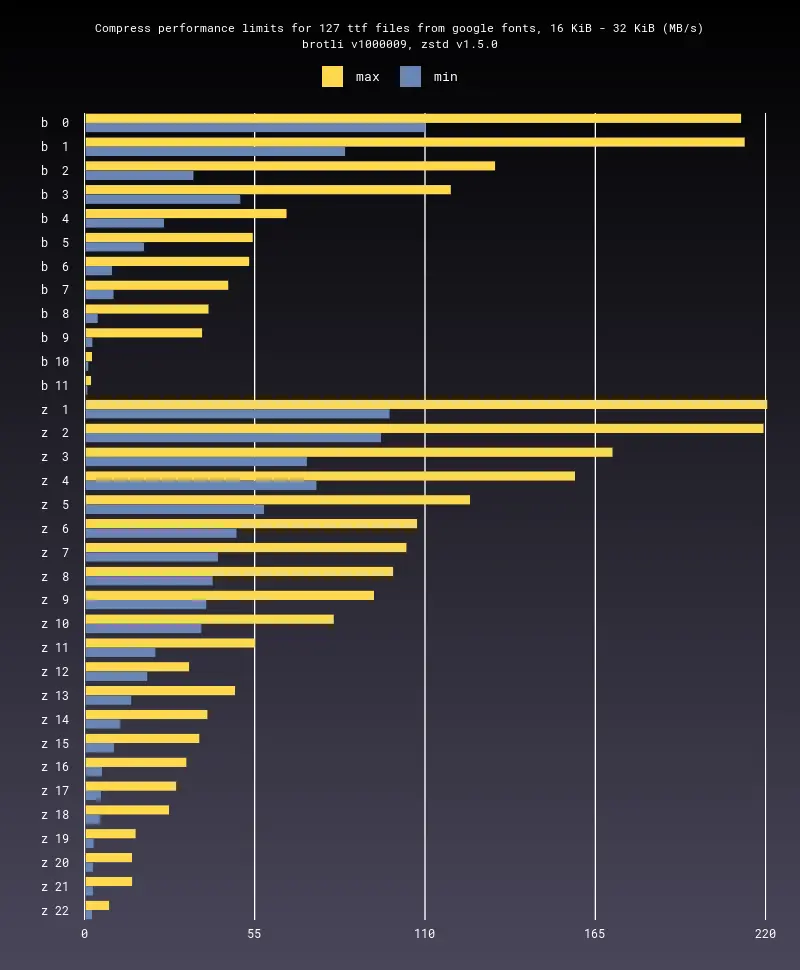 Compress performance limits for 127 ttf files from google fonts, 16 KiB - 32 KiB (MB/s)
brotli v1000009, zstd v1.5.0
max min
b 0
b 1
b 2
b 3
b 4
b 5
b 6
b 7
b 8
b 9
b 10
b 11
z 1
z 2
z 3
z 4
z 5
z 6
z 7
z 8
z 9
z 10
z 11
z 12
z 13
z 14
z 15
z 16
z 17
z 18
z 19
z 20
z 21
z 22
0 55 110 165 220